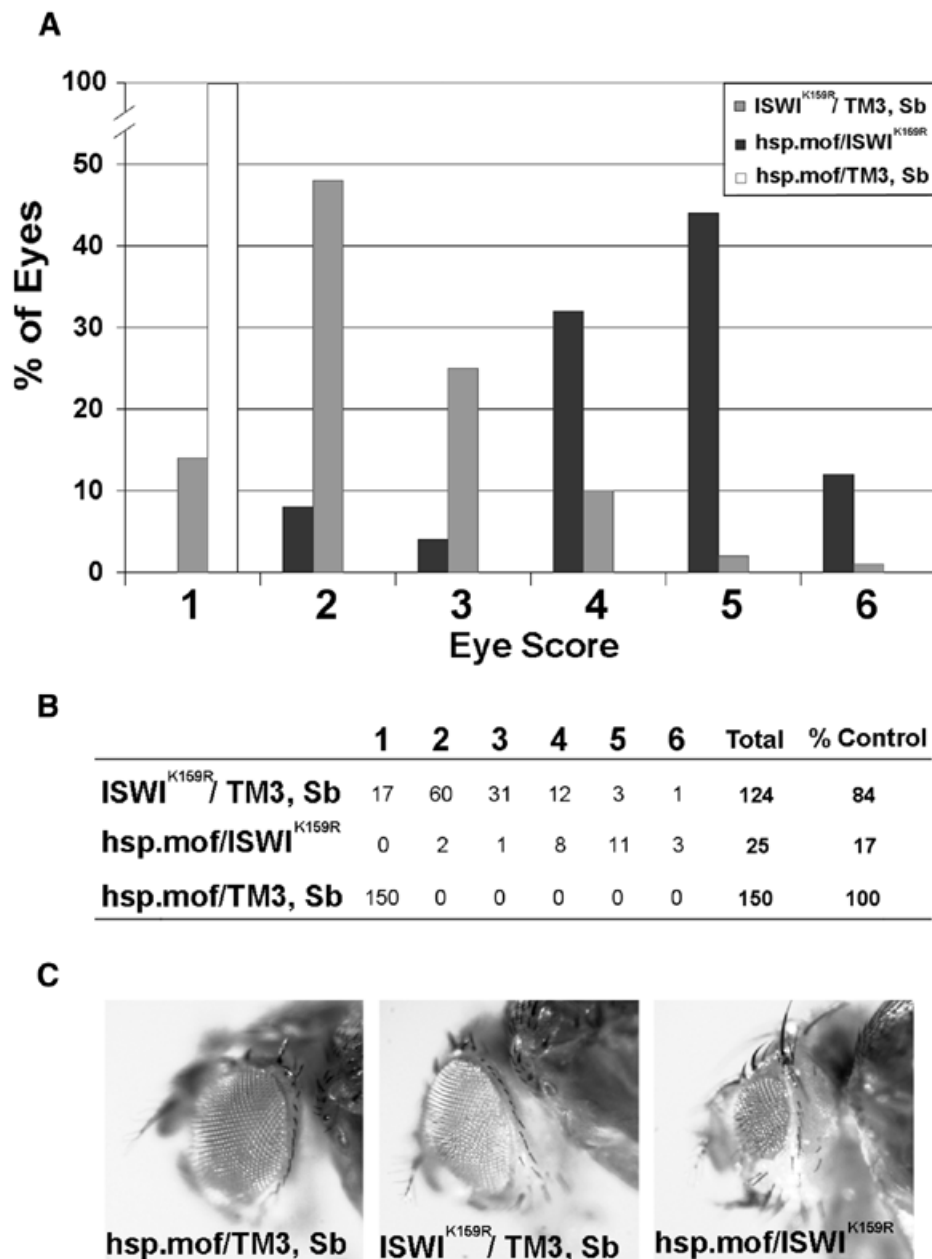 A
100
50
40
30
20
10
0
% of Eyes
ISWI^K159R / TM3, Sb
hsp.mof/ISWI^K159R
hsp.mof/TM3, Sb
1 2 3 4 5 6
Eye Score
B
1 2 3 4 5 6 Total % Control
ISWI^K159R / TM3, Sb 17 60 31 12 3 1 124 84
hsp.mof/ISWI^K159R 0 2 1 8 11 3 25 17
hsp.mof/TM3, Sb 150 0 0 0 0 0 150 100
C
hsp.mof/TM3, Sb
ISWI^K159R / TM3, Sb
hsp.mof/ISWI^K159R